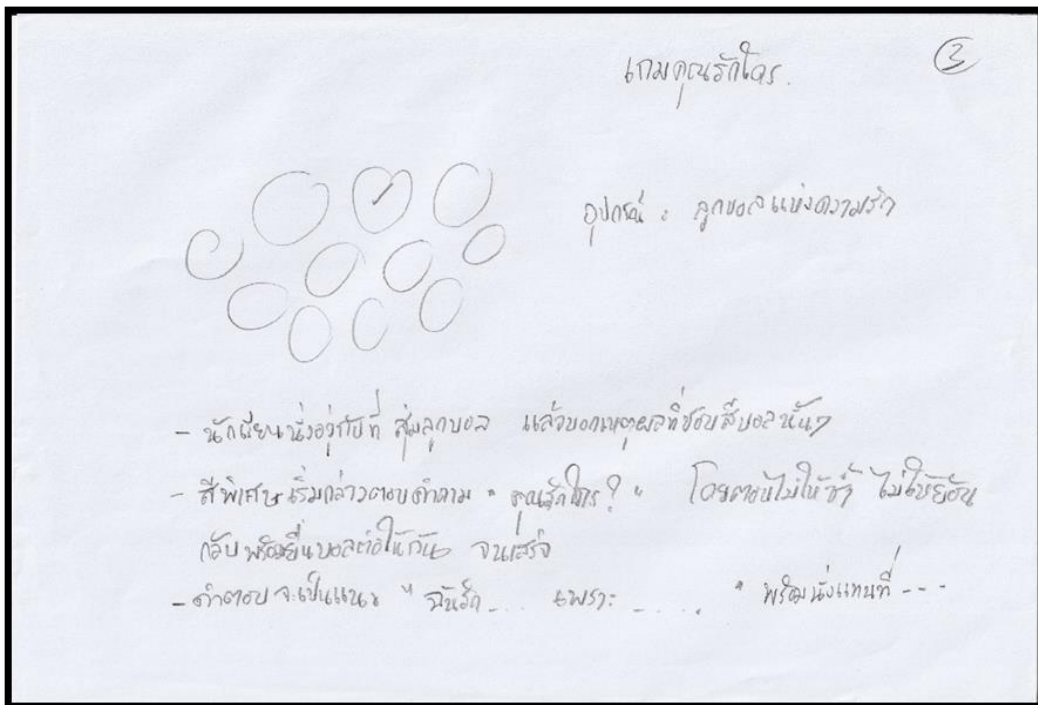 ③
เกมคุณรักใคร.
อุปกรณ์ : ลูกบอลแห่งความรัก
- นักเรียนนั่งอยู่กับที่ สุ่มลูกบอล แล้วบอกเหตุผลที่ชอบสีบอลนั้นๆ
- สีพิเศษ เริ่มกล่าวตอบคำถาม " คุณรักใคร? " โดยตอบไม่ให้ซ้ำ ไม่ให้ย้อน
กลับ พร้อมยื่นบอลต่อให้กัน จนเสร็จ
- คำตอบจะเป็นแนว " ฉันรัก .... เพราะ ..... " พร้อมนั่งแทนที่ ---